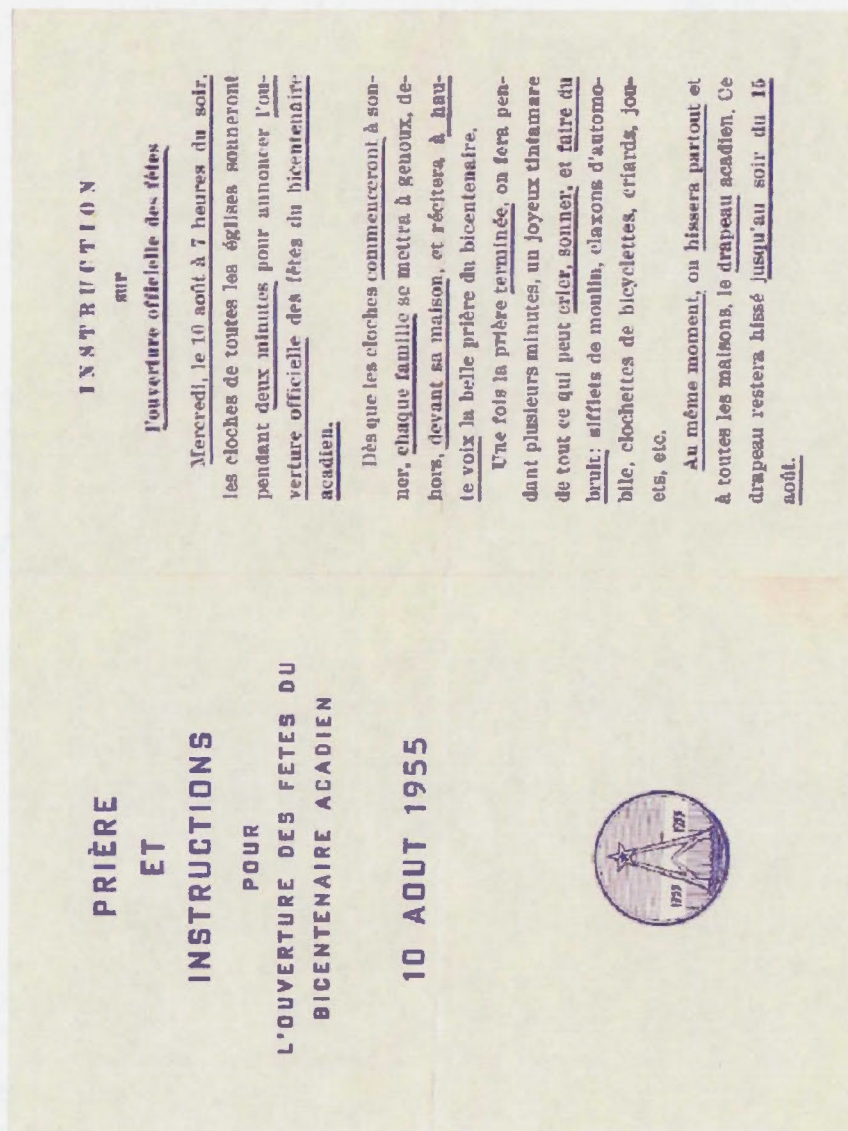 PRIÈRE
ET
INSTRUCTIONS
POUR
L'OUVERTURE DES FETES DU
BICENTENAIRE ACADIEN
10 AOUT 1955
1755 1955
INSTRUCTION
sur
l'ouverture officielle des fêtes
Mercredi, le 10 août à 7 heures du soir,
les cloches de toutes les églises sonneront
pendant deux minutes pour annoncer l'ou-
verture officielle des fêtes du bicentenaire
acadien.
Dès que les cloches commenceront à son-
ner, chaque famille se mettra à genoux, de-
hors, devant sa maison, et récitera, à hau-
te voix la belle prière du bicentenaire.
Une fois la prière terminée, on fera pen-
dant plusieurs minutes, un joyeux tintamare
de tout ce qui peut crier, sonner, et faire du
bruit: sifflets de moulin, claxons d'automo-
bile, clochettes de bicyclettes, criards, jou-
ets, etc.
Au même moment, on hissera partout et
à toutes les maisons, le drapeau acadien. Ce
drapeau restera hissé jusqu'au soir du 15
août.